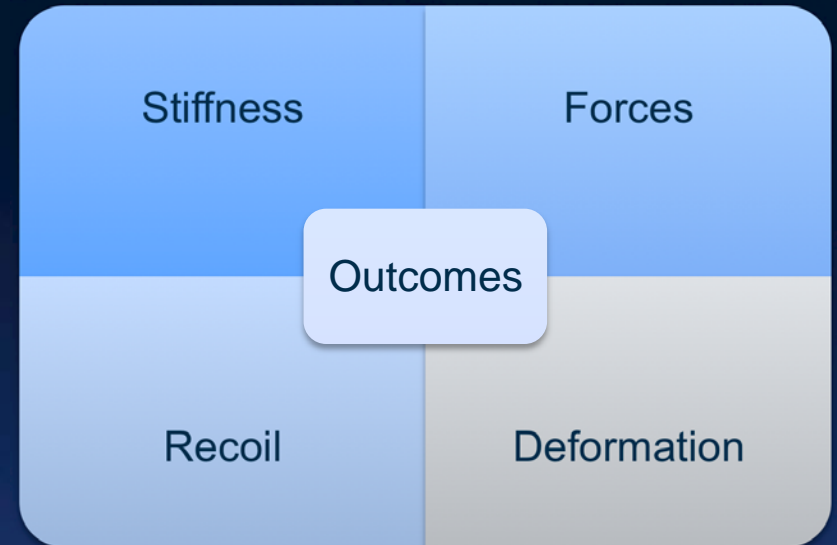 Stiffness
Forces
Outcomes
Recoil
Deformation